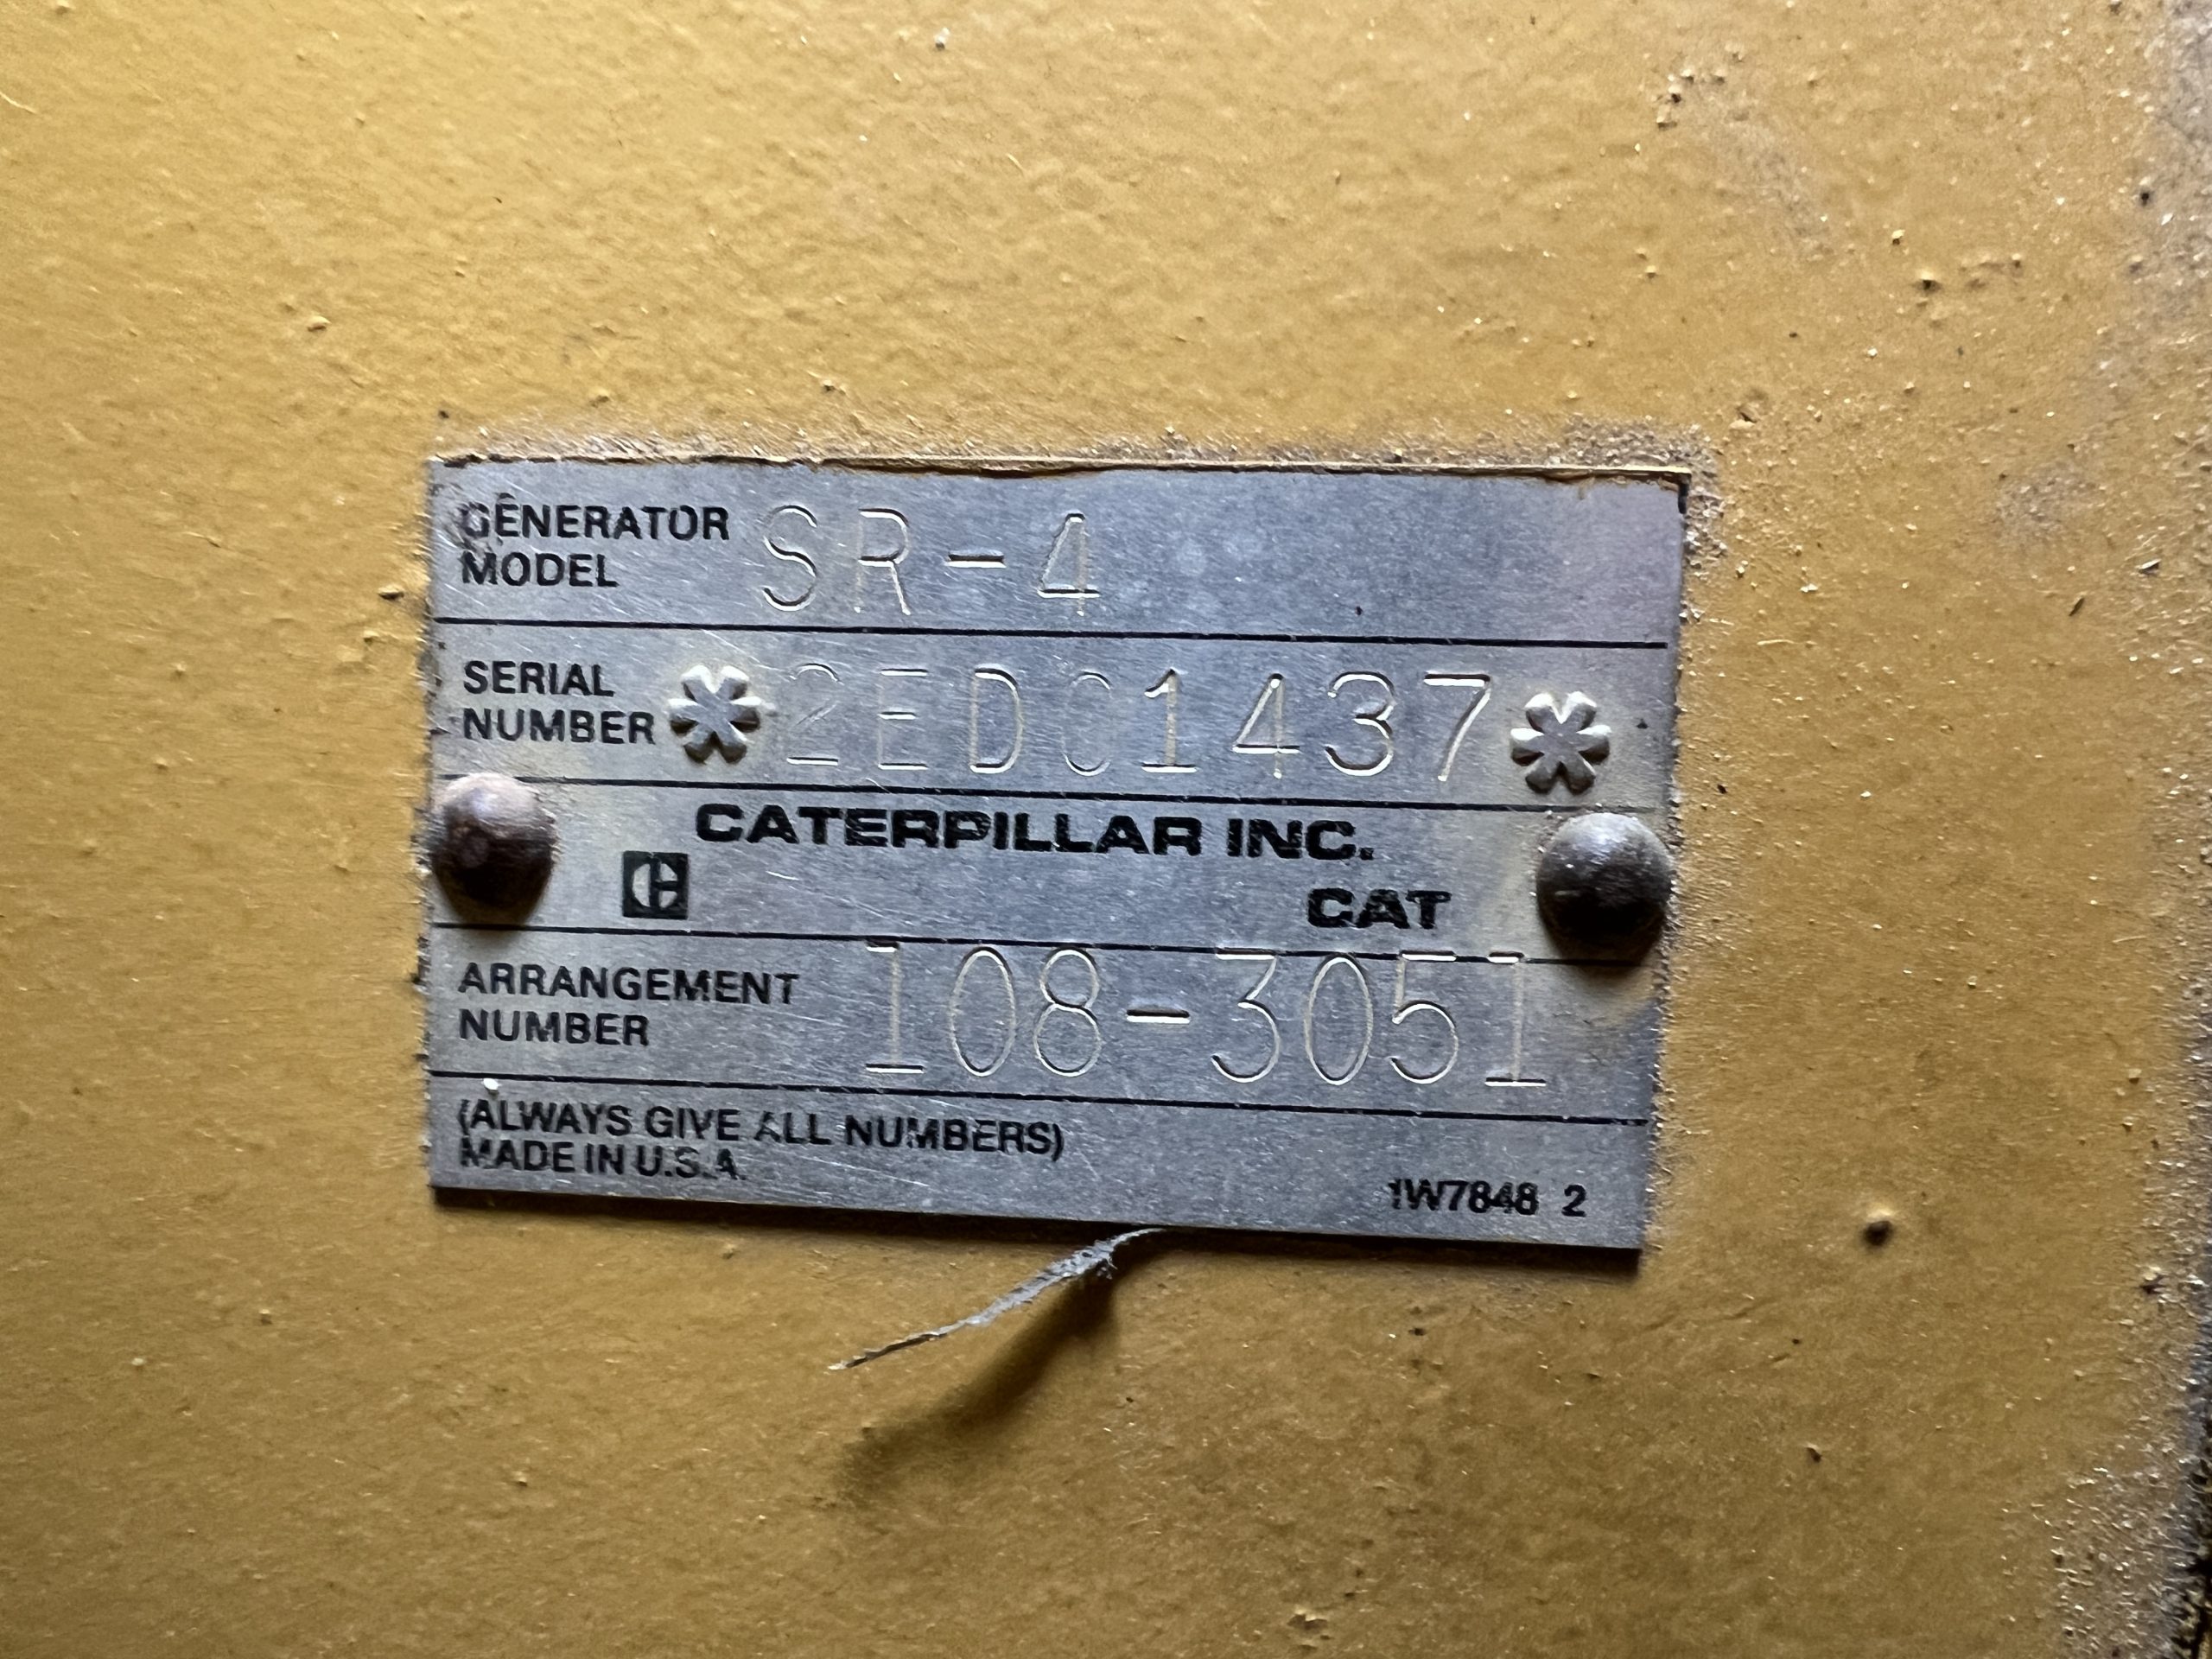 GENERATOR MODEL SR-4
SERIAL NUMBER *2ED01437*
CATERPILLAR INC.
C CAT
ARRANGEMENT NUMBER 108-3051
(ALWAYS GIVE ALL NUMBERS)
MADE IN U.S.A.
1W7848 2